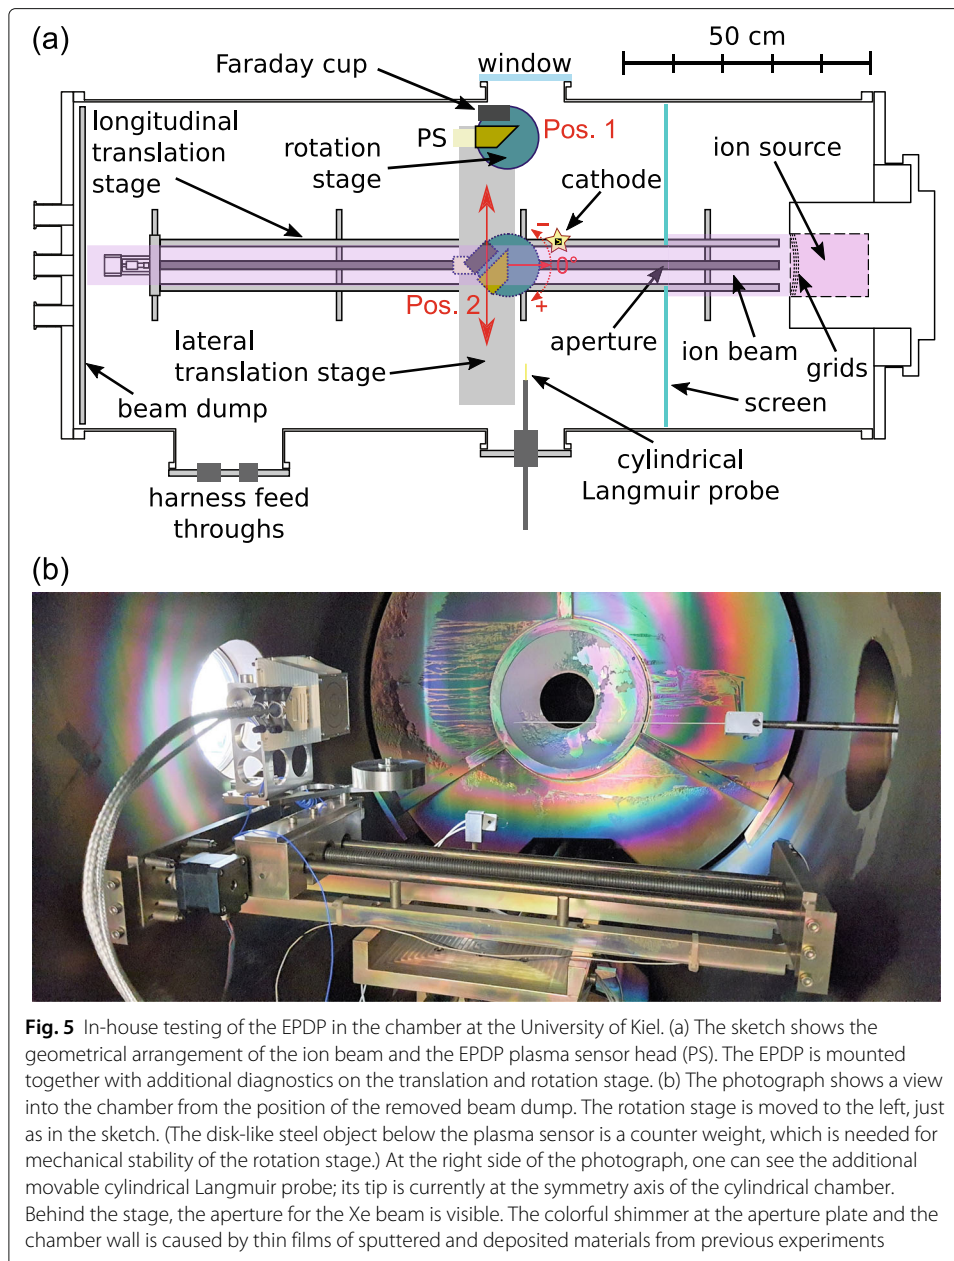 (a)
50 cm
Faraday cup
window
longitudinal
translation
stage
PS
Pos. 1
rotation
stage
ion source
cathode
−
0°
+
Pos. 2
lateral
translation stage
aperture
ion beam
grids
beam dump
screen
cylindrical
Langmuir probe
harness feed
throughs
(b)
Fig. 5 In-house testing of the EPDP in the chamber at the University of Kiel. (a) The sketch shows the
geometrical arrangement of the ion beam and the EPDP plasma sensor head (PS). The EPDP is mounted
together with additional diagnostics on the translation and rotation stage. (b) The photograph shows a view
into the chamber from the position of the removed beam dump. The rotation stage is moved to the left, just
as in the sketch. (The disk-like steel object below the plasma sensor is a counter weight, which is needed for
mechanical stability of the rotation stage.) At the right side of the photograph, one can see the additional
movable cylindrical Langmuir probe; its tip is currently at the symmetry axis of the cylindrical chamber.
Behind the stage, the aperture for the Xe beam is visible. The colorful shimmer at the aperture plate and the
chamber wall is caused by thin films of sputtered and deposited materials from previous experiments